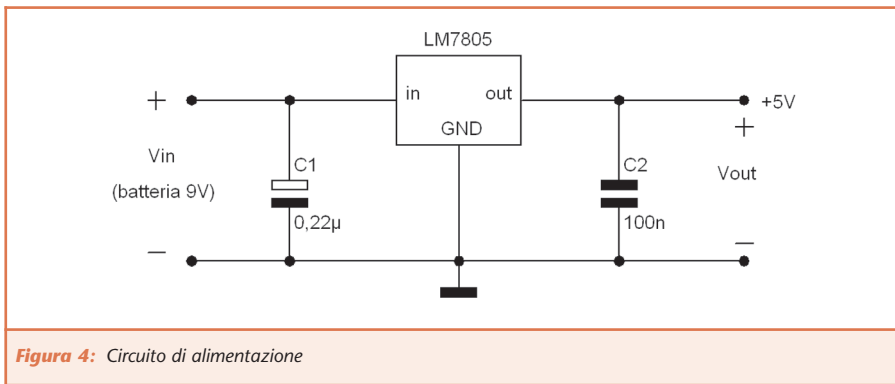 LM7805
+ in out +5V
GND +
Vin C1 C2 Vout
(batteria 9V)
0,22µ 100n
− −
Figura 4: Circuito di alimentazione